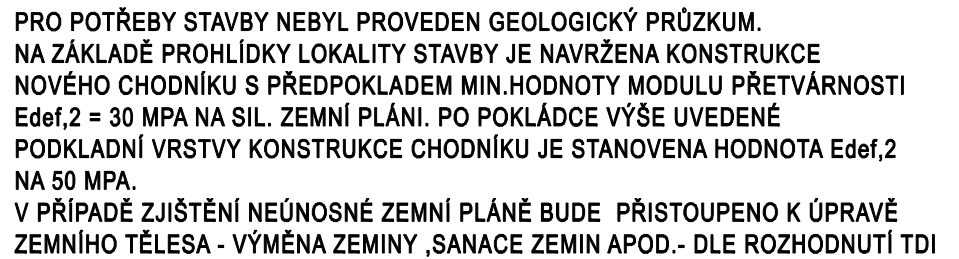 PRO POTŘEBY STAVBY NEBYL PROVEDEN GEOLOGICKÝ PRŮZKUM.
NA ZÁKLADĚ PROHLÍDKY LOKALITY STAVBY JE NAVRŽENA KONSTRUKCE
NOVÉHO CHODNÍKU S PŘEDPOKLADEM MIN.HODNOTY MODULU PŘETVÁRNOSTI
Edef,2 = 30 MPA NA SIL. ZEMNÍ PLÁNI. PO POKLÁDCE VÝŠE UVEDENÉ
PODKLADNÍ VRSTVY KONSTRUKCE CHODNÍKU JE STANOVENA HODNOTA Edef,2
NA 50 MPA.
V PŘÍPADĚ ZJIŠTĚNÍ NEÚNOSNÉ ZEMNÍ PLÁNĚ BUDE  PŘISTOUPENO K ÚPRAVĚ
ZEMNÍHO TĚLESA - VÝMĚNA ZEMINY ,SANACE ZEMIN APOD.- DLE ROZHODNUTÍ TDI